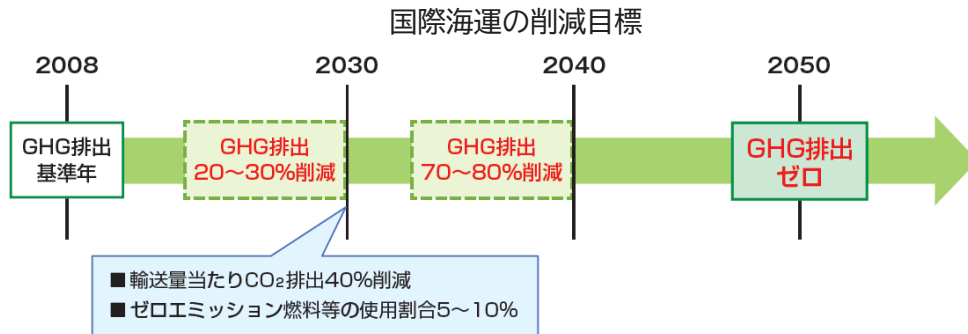 国際海運の削減目標
2008
2030
2040
2050
GHG排出
基準年
GHG排出
20～30%削減
GHG排出
70～80%削減
GHG排出
ゼロ
■ 輸送量当たりCO₂排出40%削減
■ ゼロエミッション燃料等の使用割合5～10%